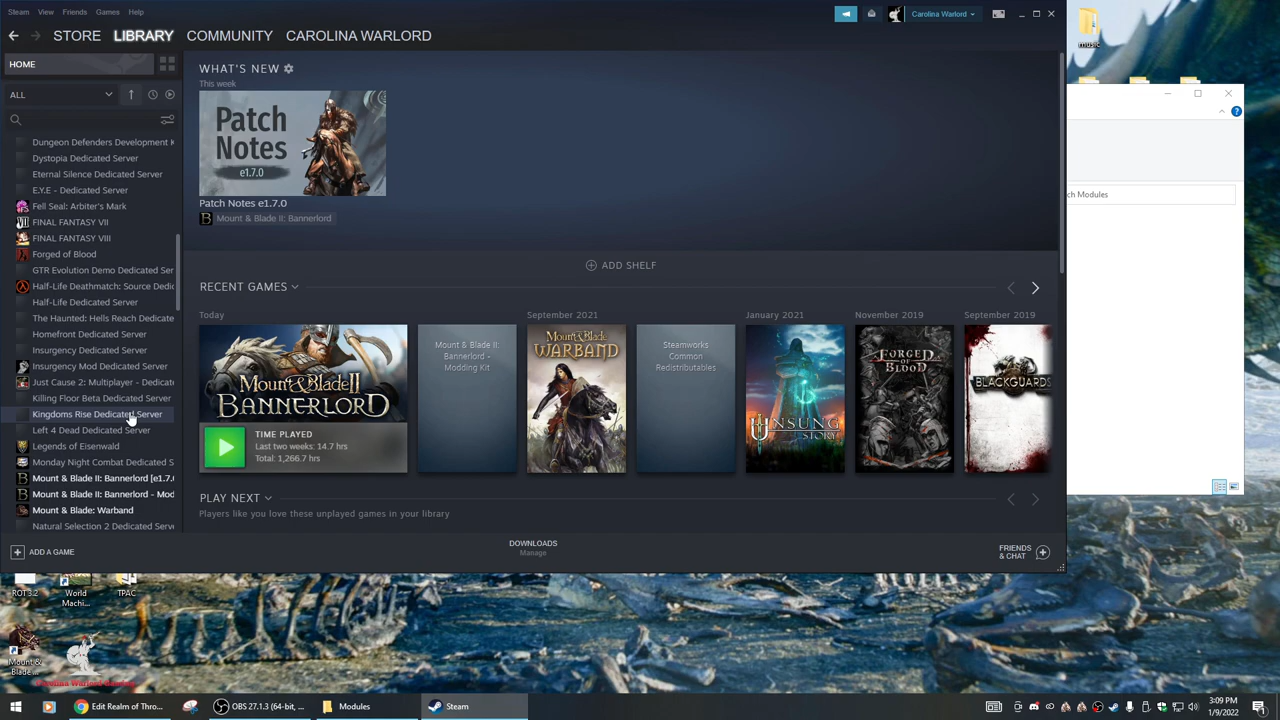 Steam View Friends Games Help
Carolina Warlord
STORE LIBRARY COMMUNITY CAROLINA WARLORD
HOME
ALL
Dungeon Defenders Development
Dystopia Dedicated Server
Eternal Silence Dedicated Server
E.Y.E - Dedicated Server
Fell Seal: Arbiter's Mark
FINAL FANTASY VII
FINAL FANTASY VIII
Forged of Blood
GTR Evolution Demo Dedicated Ser
Half-Life Deathmatch: Source Dedic
Half-Life Dedicated Server
The Haunted: Hells Reach Dedicate
Homefront Dedicated Server
Insurgency Dedicated Server
Insurgency Mod Dedicated Server
Just Cause 2: Multiplayer - Dedicate
Killing Floor Beta Dedicated Server
Kingdoms Rise Dedicated Server
Left 4 Dead Dedicated Server
Legends of Eisenwald
Monday Night Combat Dedicated S
Mount & Blade II: Bannerlord [e1.7.
Mount & Blade II: Bannerlord - Mod
Mount & Blade: Warband
Natural Selection 2 Dedicated Serve
ADD A GAME
WHAT'S NEW
This week
Patch
Notes
e1.7.0
Patch Notes e1.7.0
Mount & Blade II: Bannerlord
ADD SHELF
RECENT GAMES
Today
September 2021
January 2021
November 2019
September 2019
MOUNT & BLADE II
BANNERLORD
TIME PLAYED
Last two weeks: 14.7 hrs
Total: 1,266.7 hrs
Mount & Blade II:
Bannerlord -
Modding Kit
MOUNT & BLADE
WARBAND
Steamworks
Common
Redistributables
UNSUNG
STORY
FORGED
OF BLOOD
BLACKGUARDS
PLAY NEXT
Players like you love these unplayed games in your library
DOWNLOADS
Manage
FRIENDS
& CHAT
music
ch Modules
ROT3.2
World
Machi...
TPAC
Mount &
Blade...
Carolina Warlord Gaming
Edit Realm of Thro...
OBS 27.1.3 (64-bit, ...
Modules
Steam
3:09 PM
1/9/2022